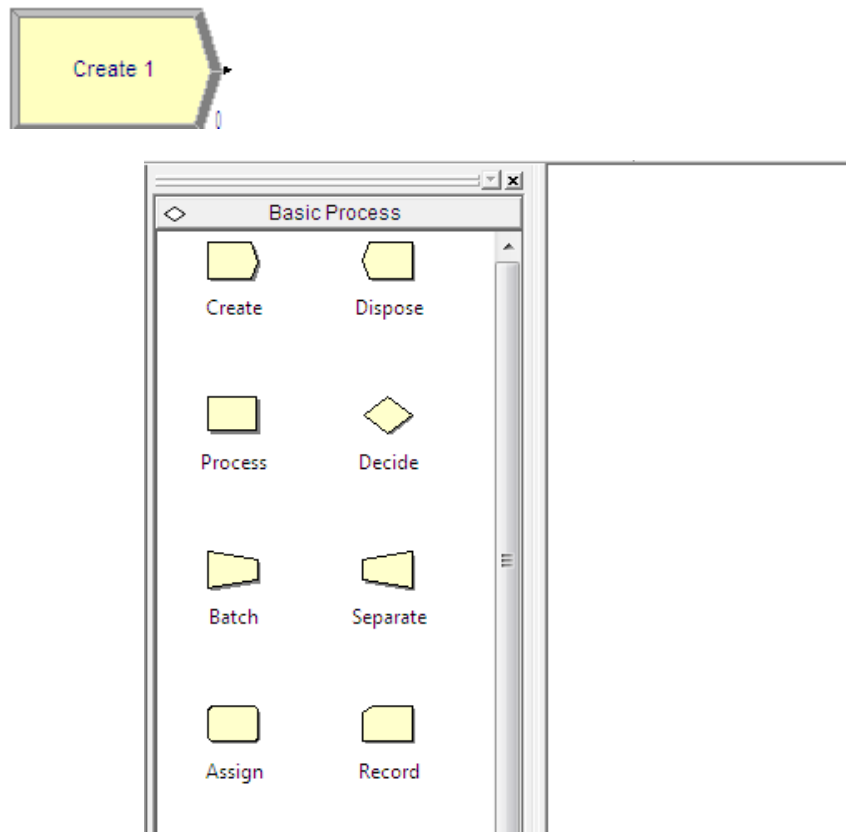 Create 1
0
Basic Process
Create Dispose
Process Decide
Batch Separate
Assign Record